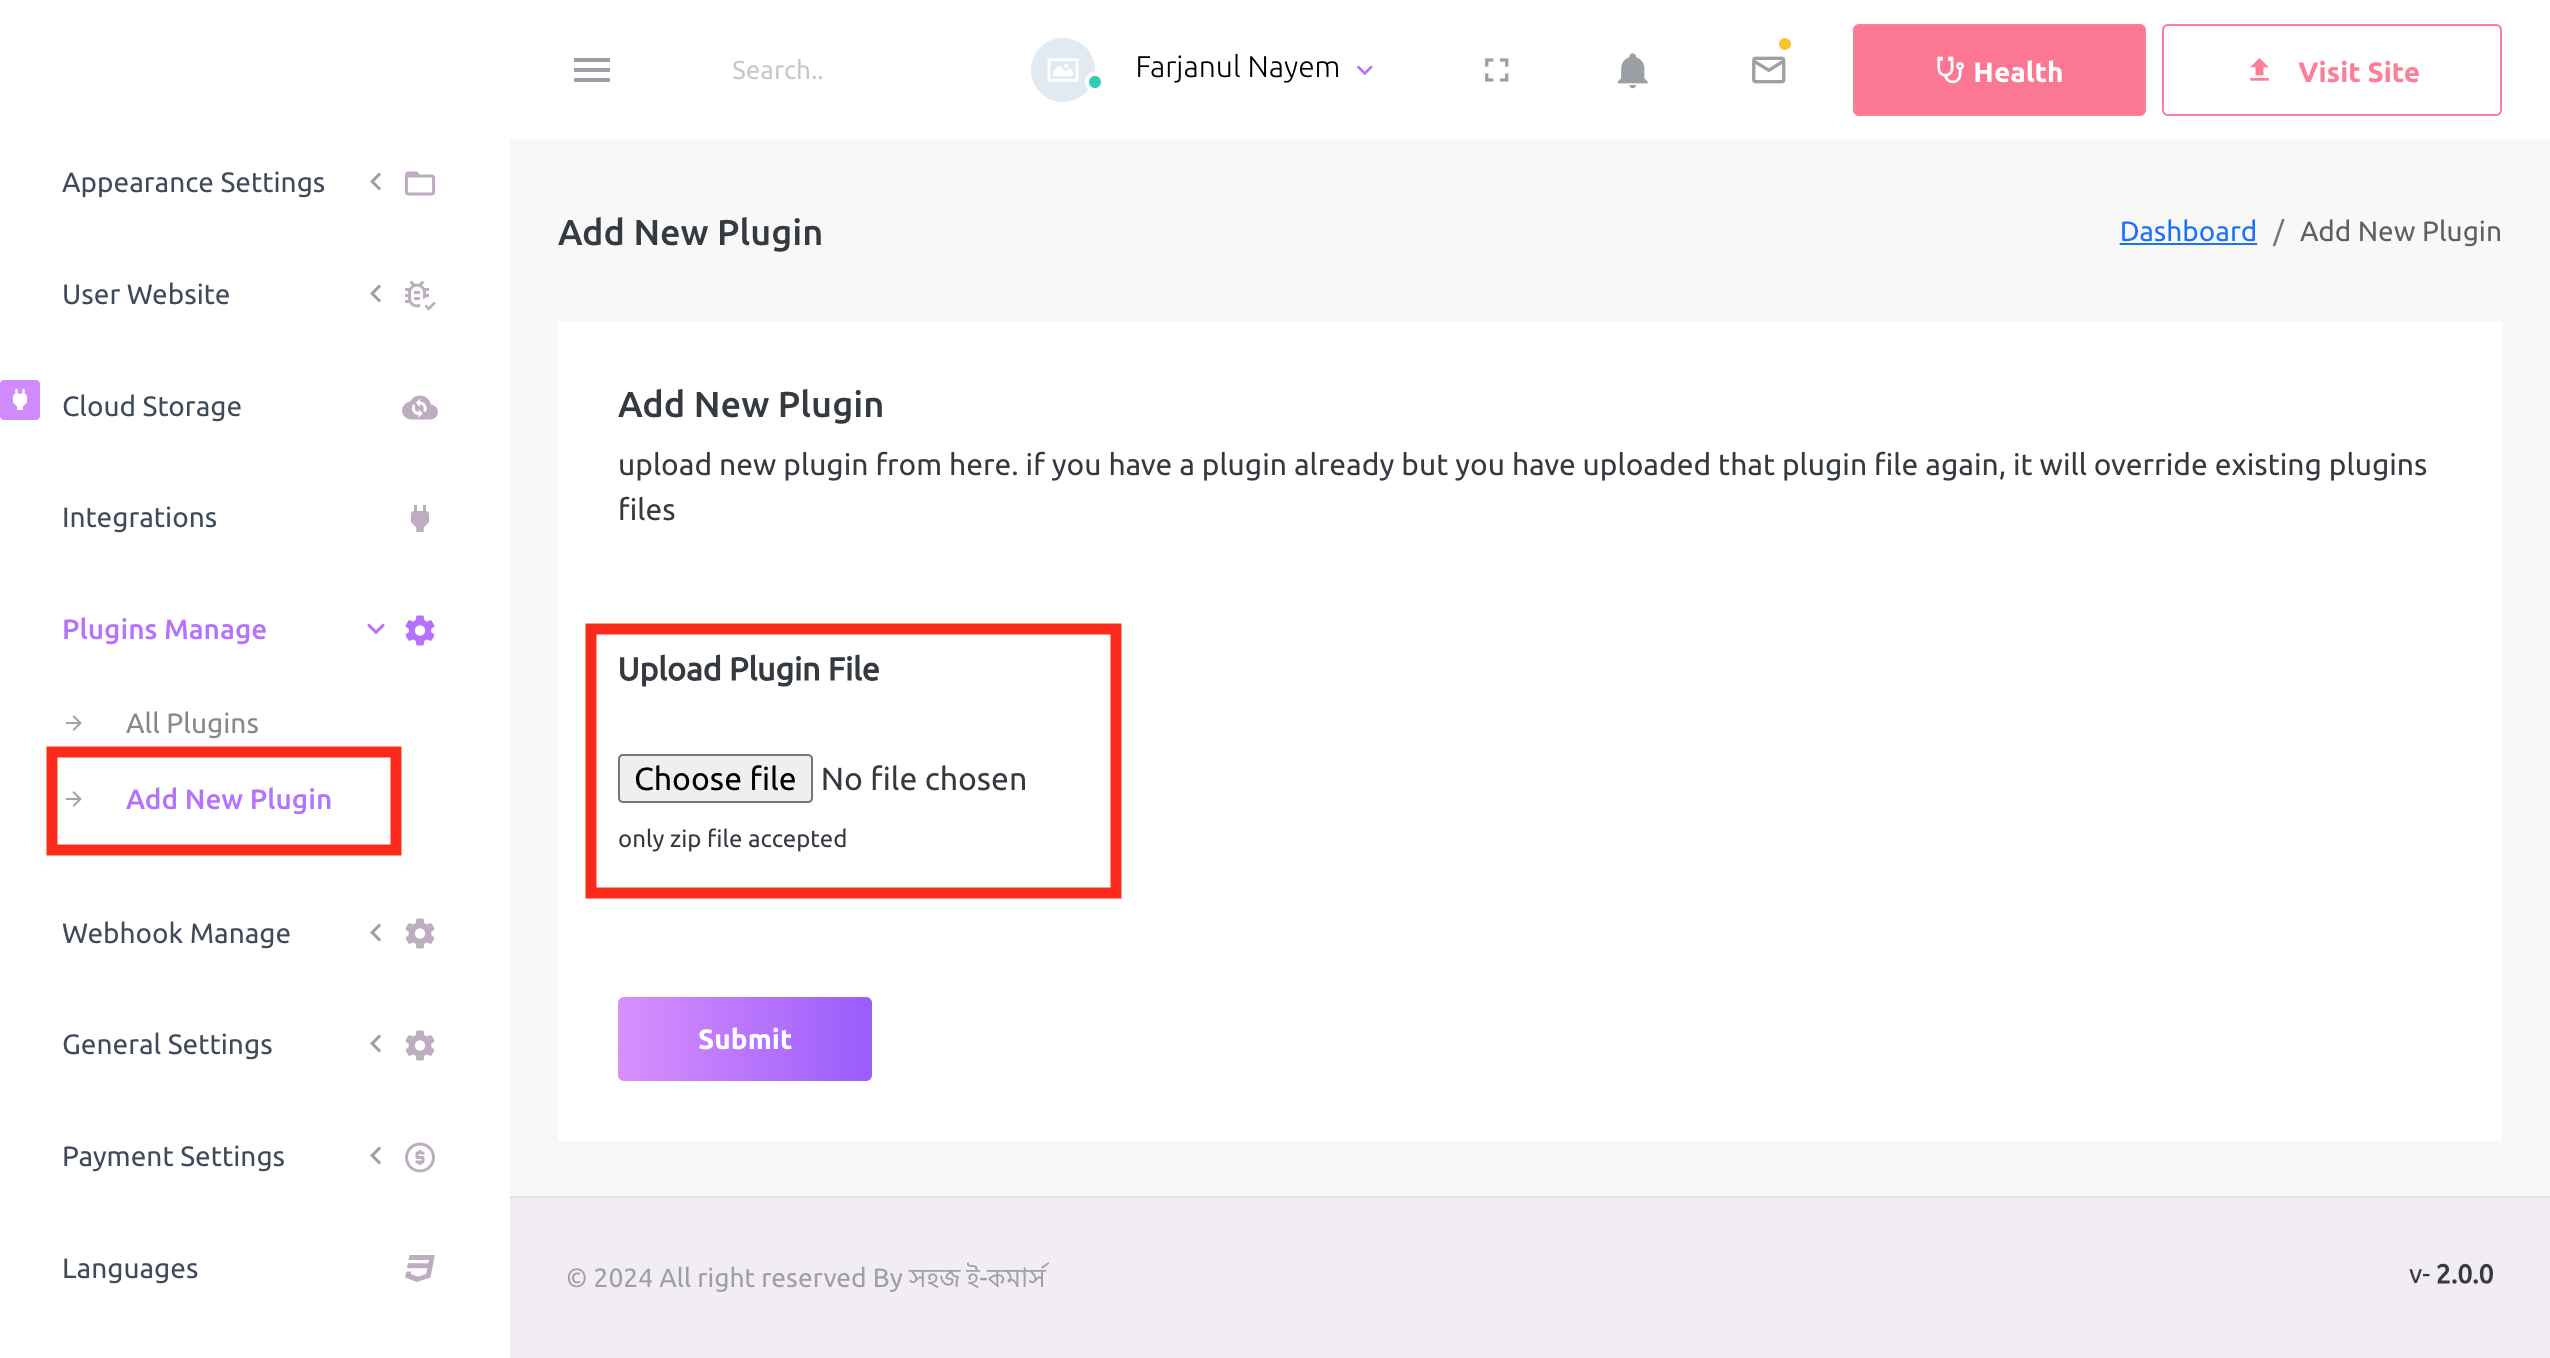 Search..
Farjanul Nayem
Health
Visit Site
Appearance Settings
User Website
Cloud Storage
Integrations
Plugins Manage
All Plugins
Add New Plugin
Webhook Manage
General Settings
Payment Settings
Languages
Add New Plugin
Dashboard / Add New Plugin
Add New Plugin
upload new plugin from here. if you have a plugin already but you have uploaded that plugin file again, it will override existing plugins
files
Upload Plugin File
Choose file No file chosen
only zip file accepted
Submit
© 2024 All right reserved By সহজ ই-কমার্স
v- 2.0.0